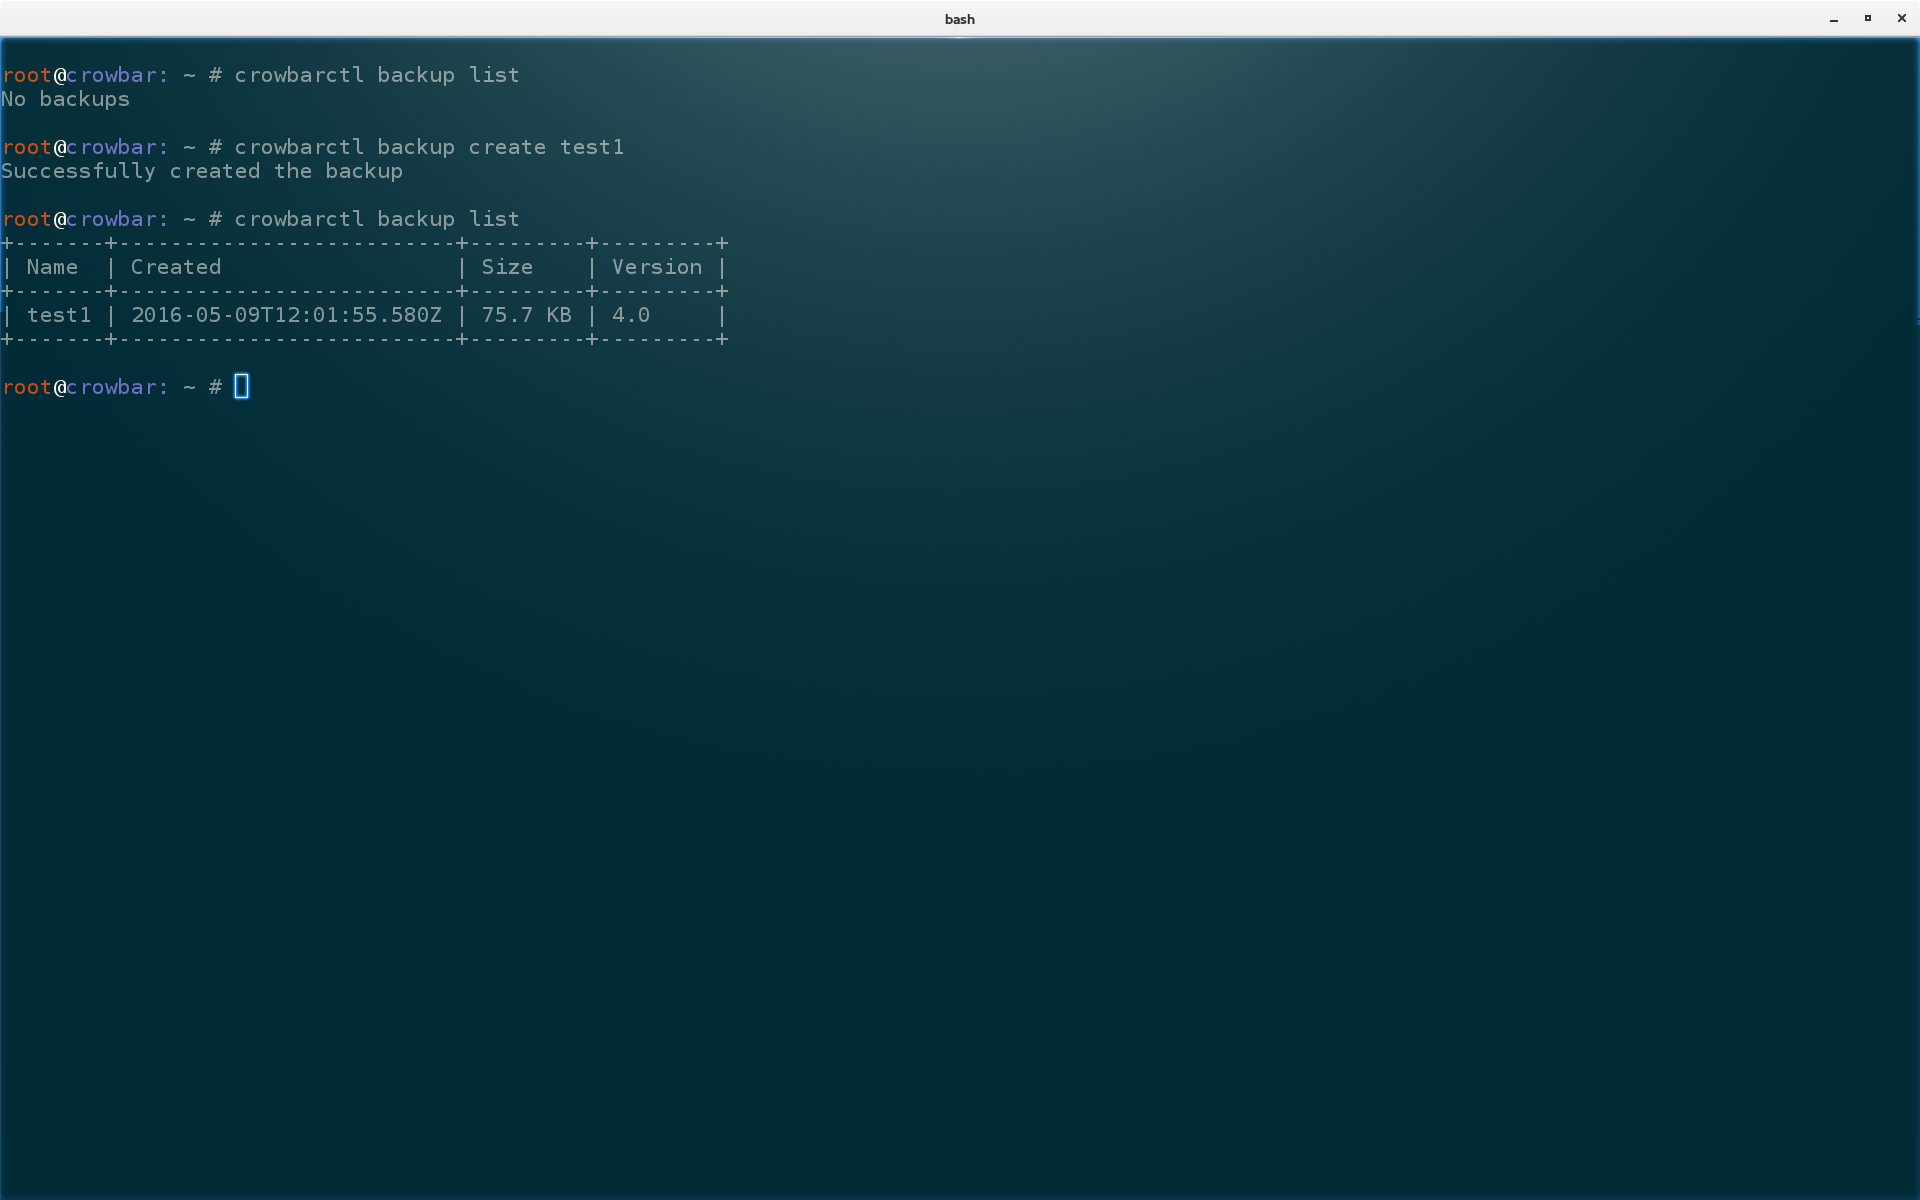 bash
root@crowbar: ~ # crowbarctl backup list
No backups
root@crowbar: ~ # crowbarctl backup create test1
Successfully created the backup
root@crowbar: ~ # crowbarctl backup list
+-------+--------------------------+---------+---------+
| Name  | Created                  | Size    | Version |
+-------+--------------------------+---------+---------+
| test1 | 2016-05-09T12:01:55.580Z | 75.7 KB | 4.0     |
+-------+--------------------------+---------+---------+
root@crowbar: ~ #